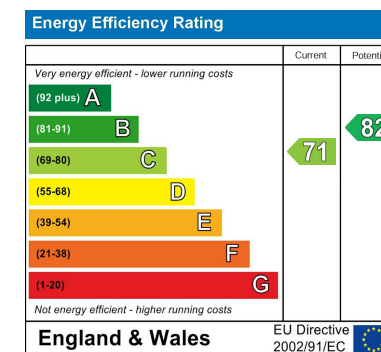 Energy Efficiency Rating
Current Potenti
Very energy efficient - lower running costs
(92 plus) A
(81-91) B
82
(69-80) C
71
(55-68) D
(39-54) E
(21-38) F
(1-20) G
Not energy efficient - higher running costs
England & Wales
EU Directive
2002/91/EC